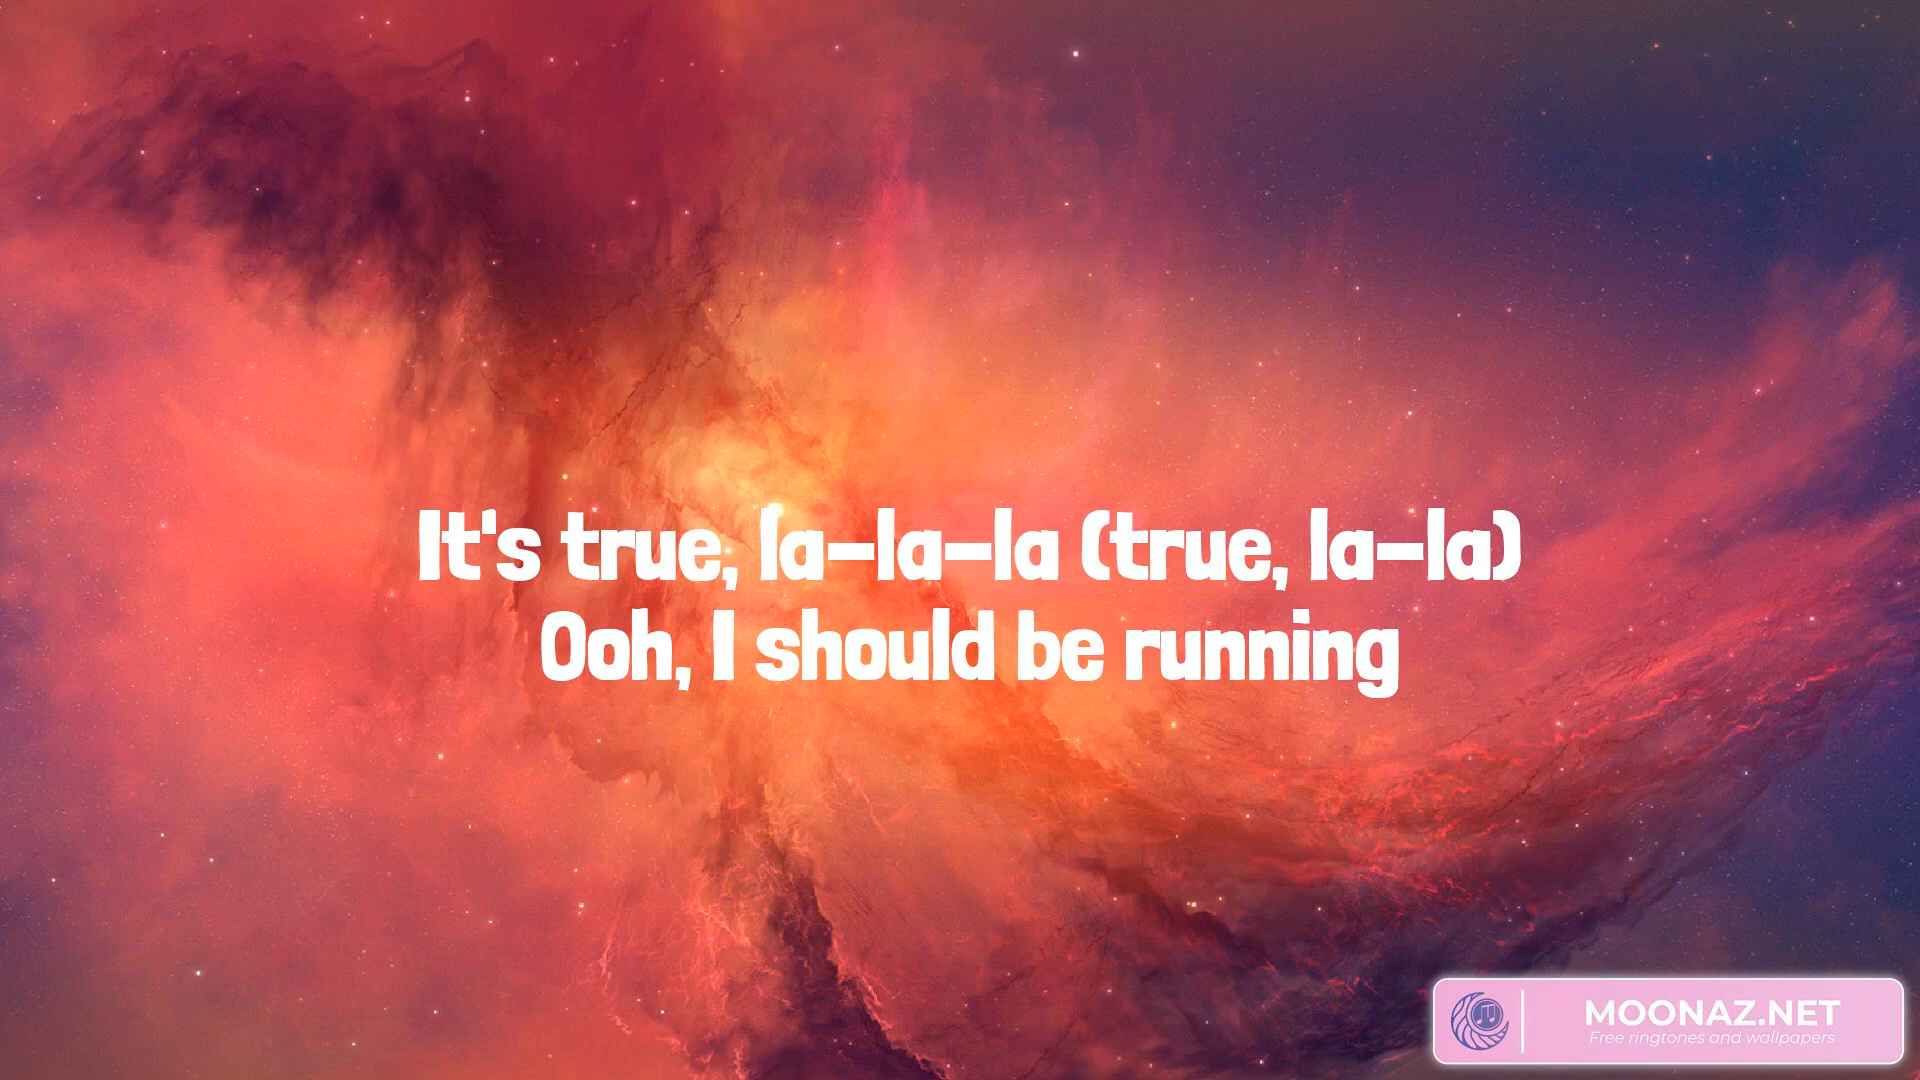 It's true, la-la-la (true, la-la)
Ooh, I should be running
MOONAZ.NET
Free ringtones and wallpapers